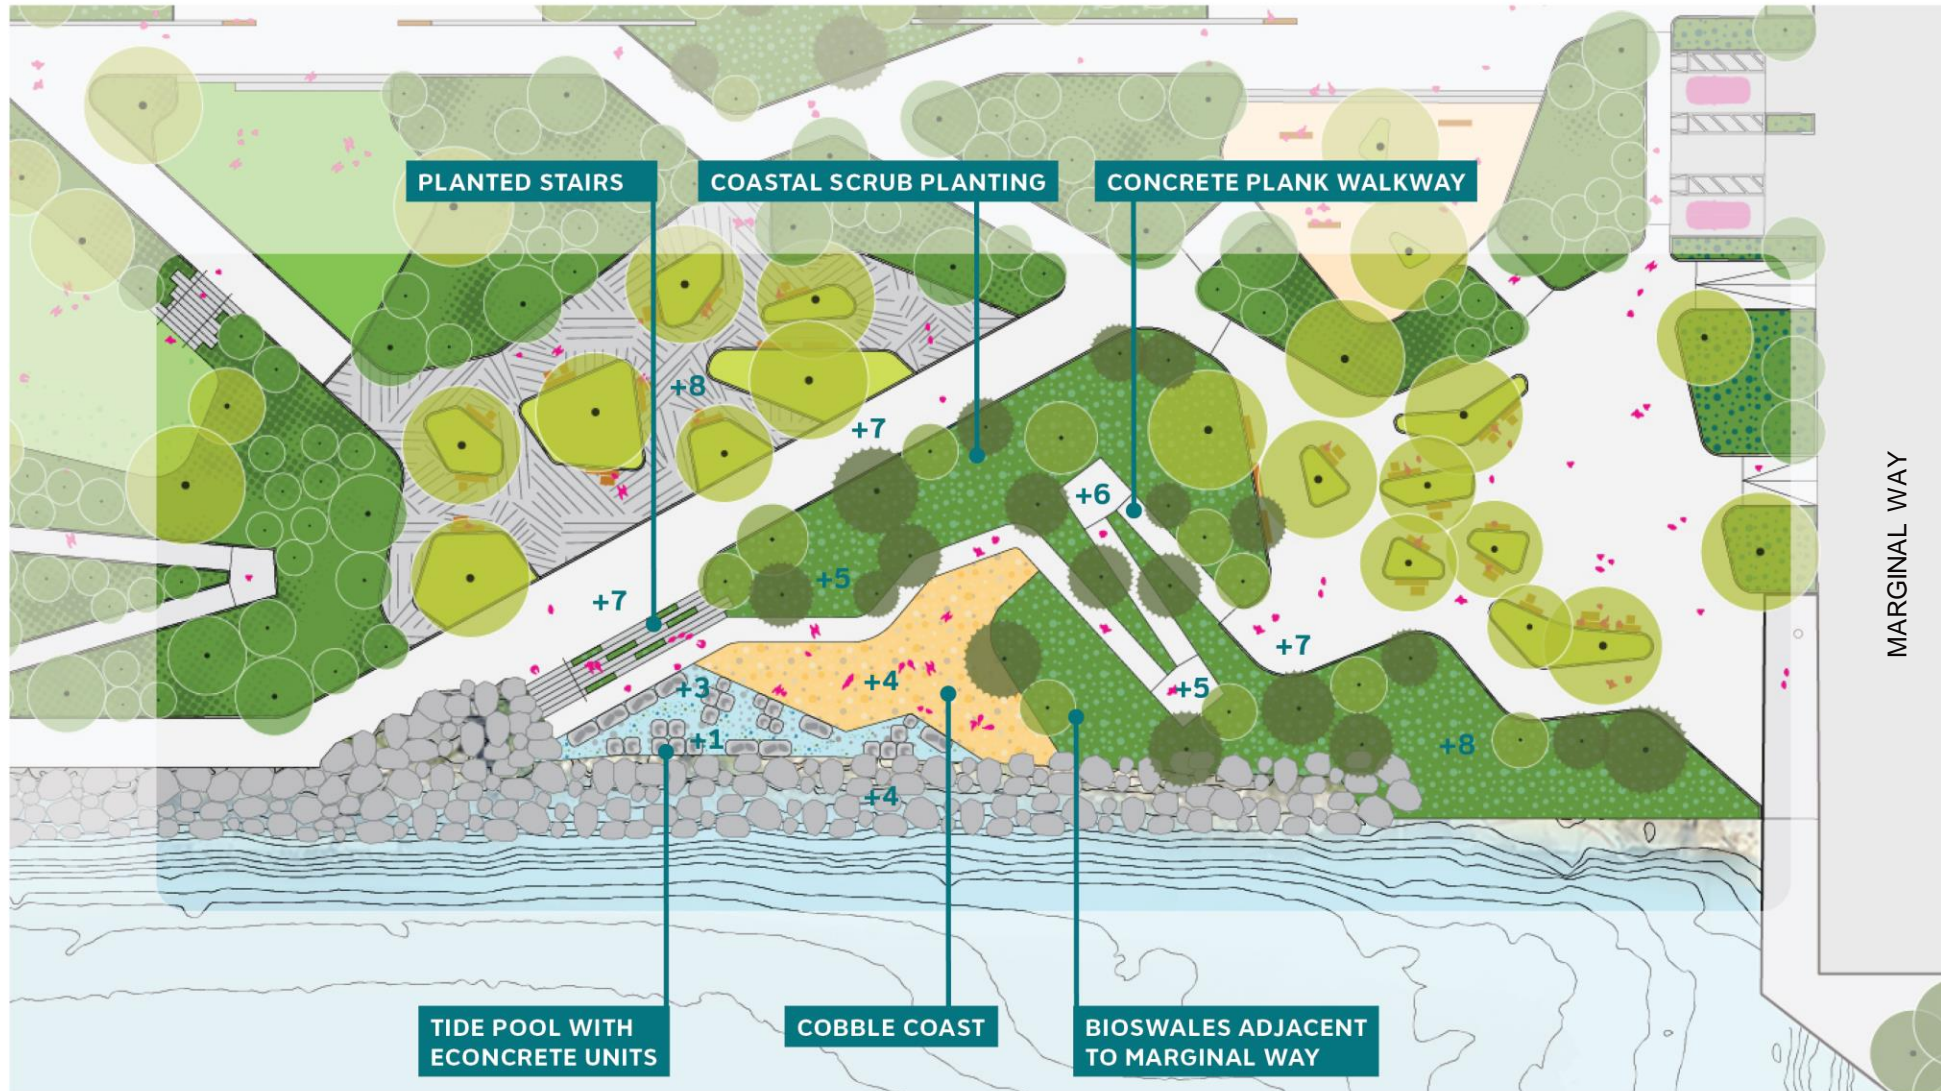 PLANTED STAIRS
COASTAL SCRUB PLANTING
CONCRETE PLANK WALKWAY
+8
+7
+6
+5
+7
+7
+3
+4
+5
+1
+8
+4
MARGINAL WAY
TIDE POOL WITH
ECONCRETE UNITS
COBBLE COAST
BIOSWALES ADJACENT
TO MARGINAL WAY